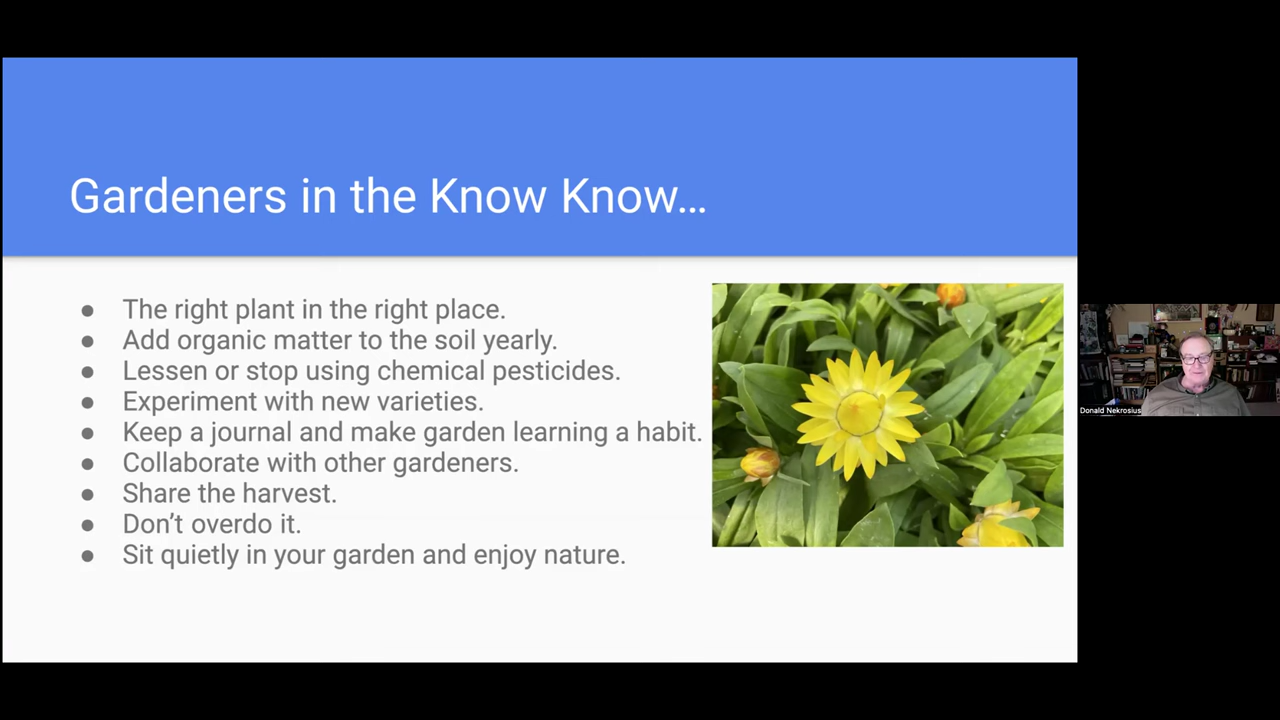 Gardeners in the Know Know...
● The right plant in the right place.
● Add organic matter to the soil yearly.
● Lessen or stop using chemical pesticides.
● Experiment with new varieties.
● Keep a journal and make garden learning a habit.
● Collaborate with other gardeners.
● Share the harvest.
● Don’t overdo it.
● Sit quietly in your garden and enjoy nature.
Donald Nekrosius